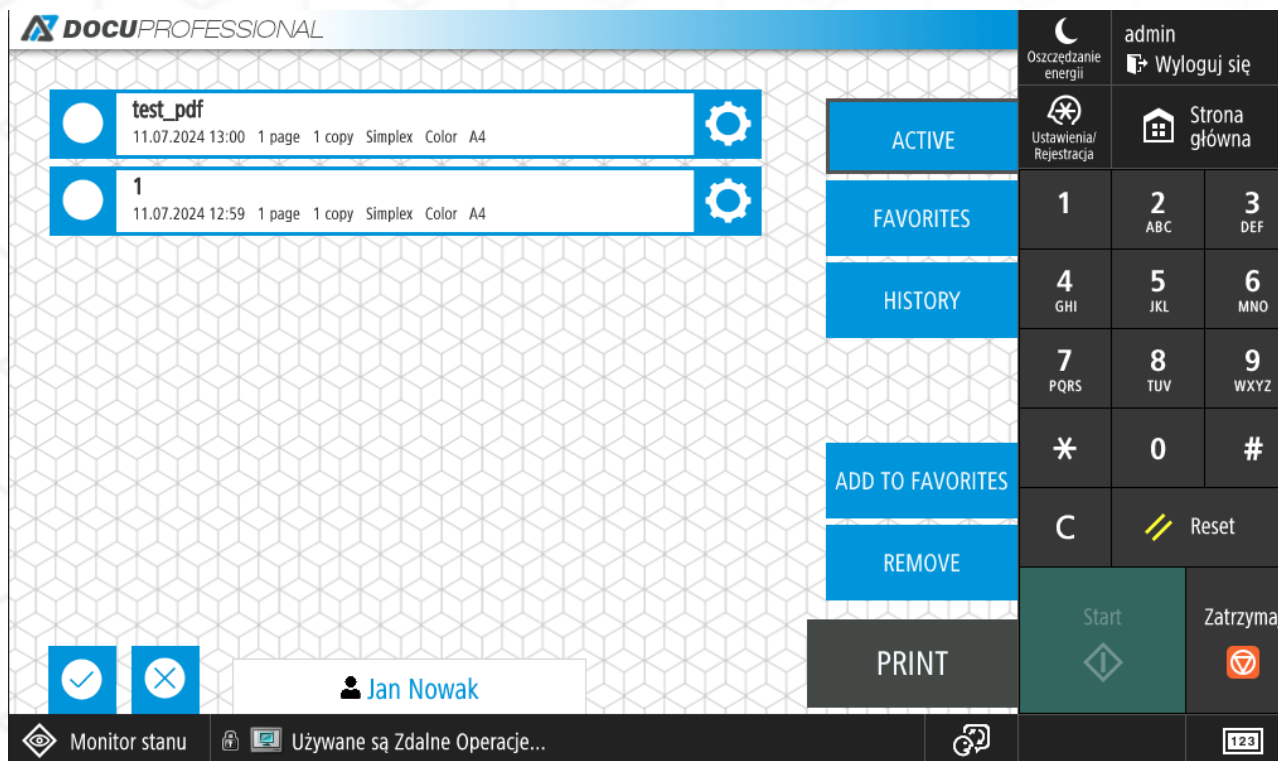 DOCUPROFESSIONAL
test_pdf
11.07.2024 13:00 1 page 1 copy Simplex Color A4
1
11.07.2024 12:59 1 page 1 copy Simplex Color A4
ACTIVE
FAVORITES
HISTORY
ADD TO FAVORITES
REMOVE
PRINT
Jan Nowak
Oszczędzanie
energii
admin
Wyloguj się
Ustawienia/
Rejestracja
Strona
główna
1
2
ABC
3
DEF
4
GHI
5
JKL
6
MNO
7
PQRS
8
TUV
9
WXYZ
*
0
#
C
Reset
Start
Zatrzyma
Monitor stanu
Używane są Zdalne Operacje...
123